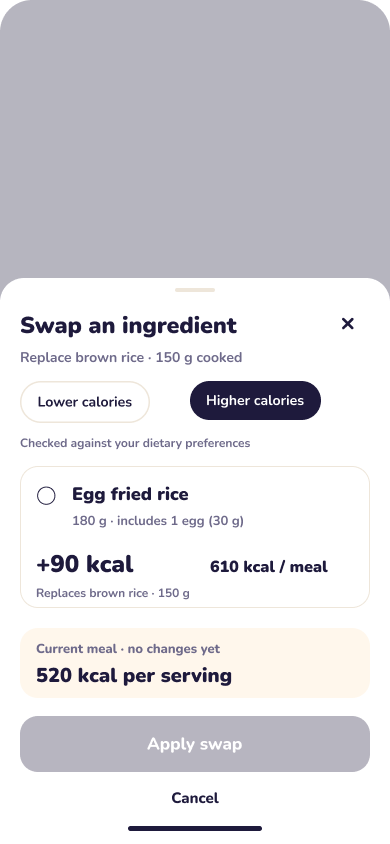 Swap an ingredient
Replace brown rice · 150 g cooked
Lower calories
Higher calories
Checked against your dietary preferences
Egg fried rice
180 g · includes 1 egg (30 g)
+90 kcal
610 kcal / meal
Replaces brown rice · 150 g
Current meal · no changes yet
520 kcal per serving
Apply swap
Cancel